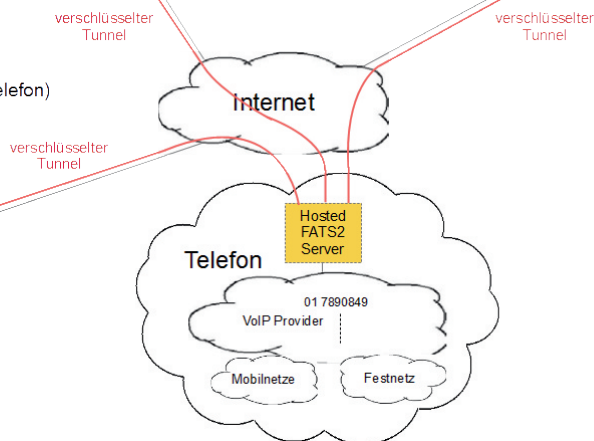 verschlüsselter
Tunnel
verschlüsselter
Tunnel
elefon)
Internet
verschlüsselter
Tunnel
Hosted
FATS2
Server
Telefon
01 7890849
VoIP Provider
Mobilnetze
Festnetz